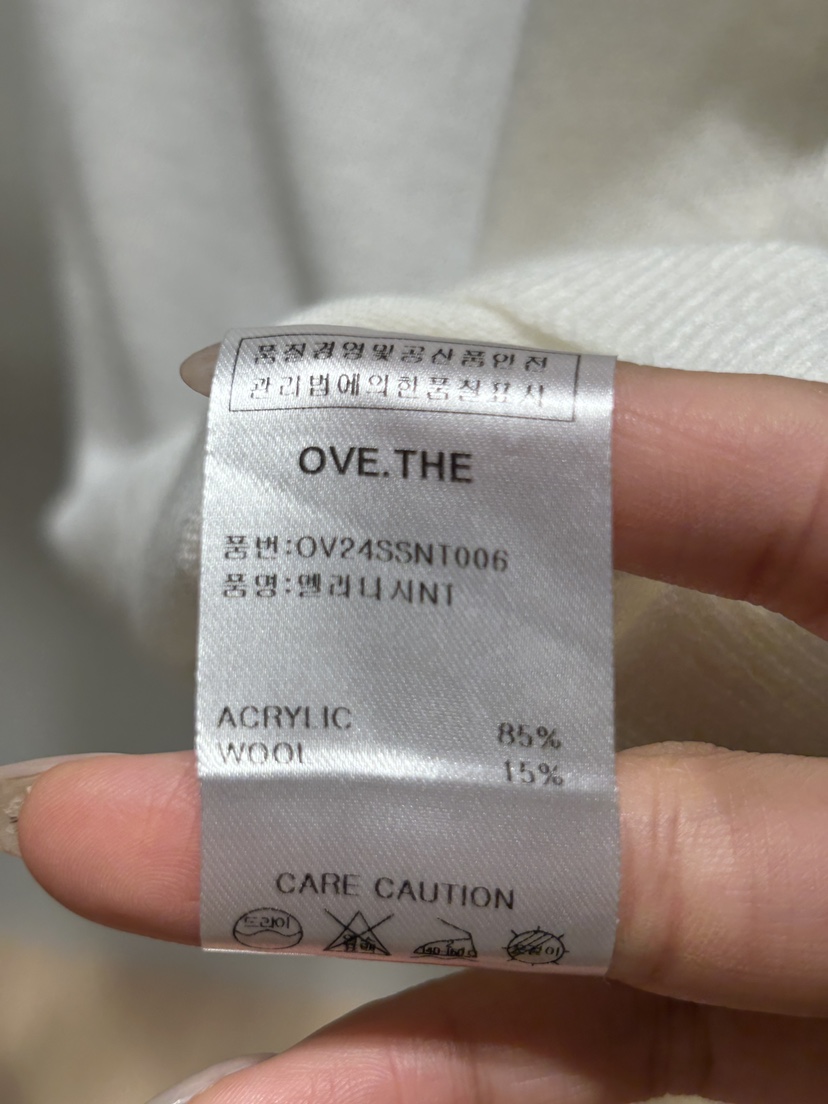 품질경영및공산품안전
관리법에의한품질표시
OVE.THE
품번:OV24SSNT006
품명:멜라니시NT
ACRYLIC 85%
WOOL 15%
CARE CAUTION
드라이